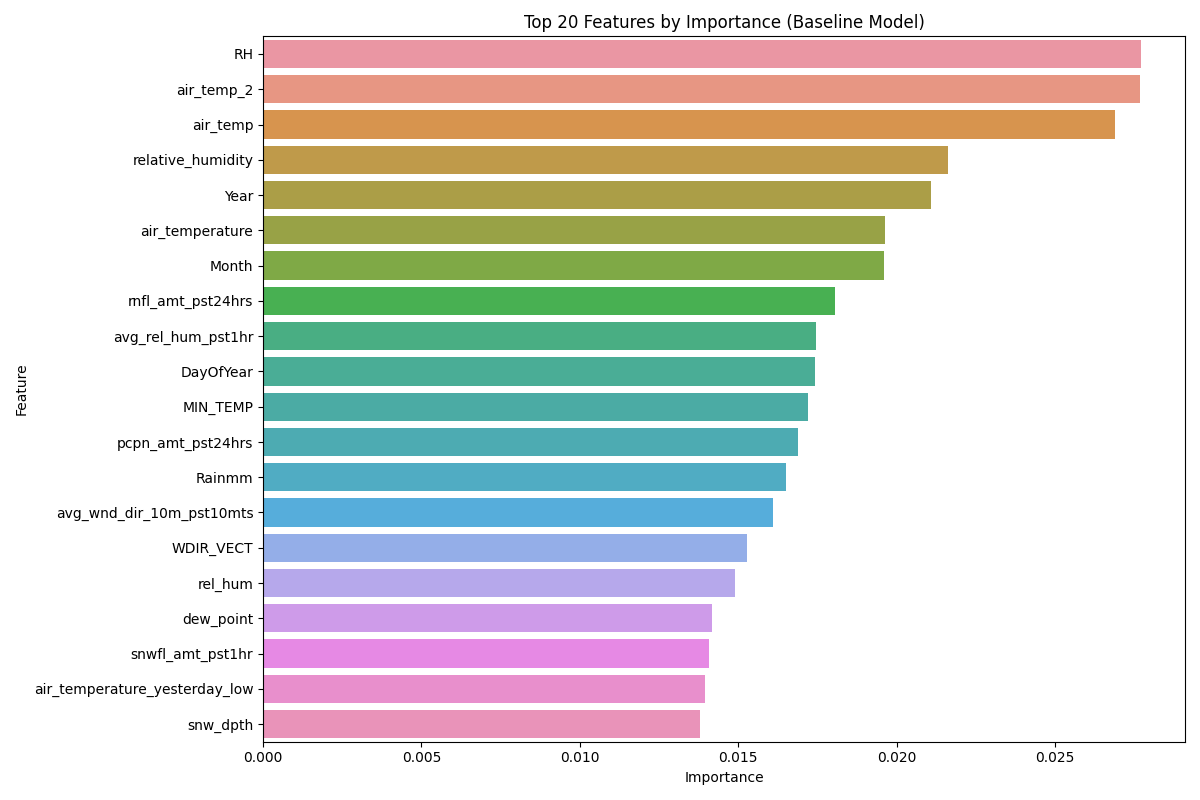 Top 20 Features by Importance (Baseline Model)
RH
air_temp_2
air_temp
relative_humidity
Year
air_temperature
Month
rnfl_amt_pst24hrs
avg_rel_hum_pst1hr
DayOfYear
MIN_TEMP
pcpn_amt_pst24hrs
Rainmm
avg_wnd_dir_10m_pst10mts
WDIR_VECT
rel_hum
dew_point
snwfl_amt_pst1hr
air_temperature_yesterday_low
snw_dpth
Feature
0.000 0.005 0.010 0.015 0.020 0.025
Importance